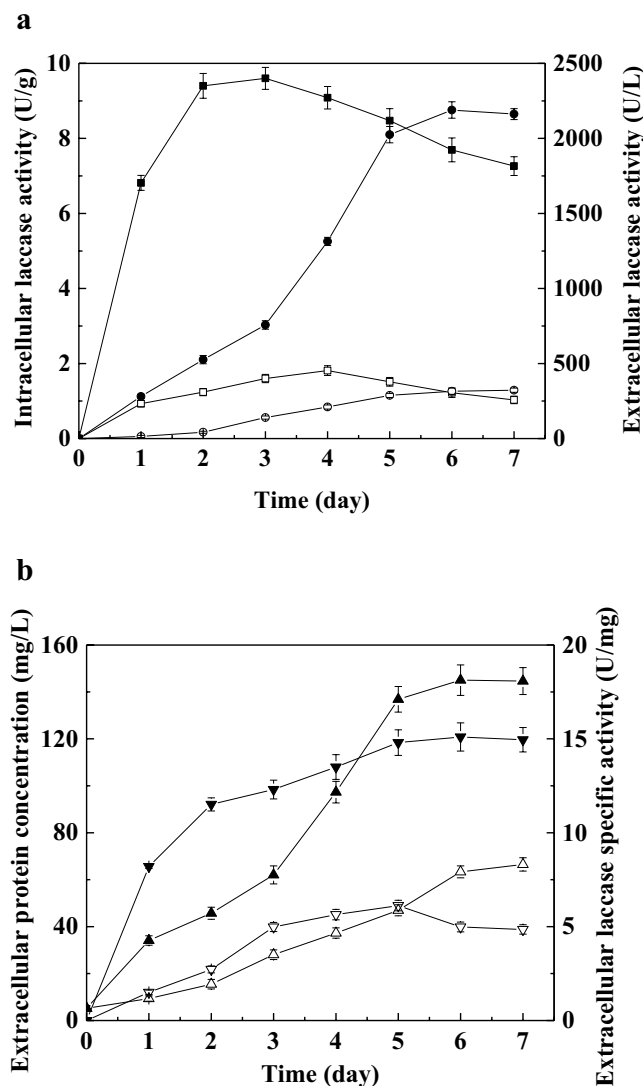 a
Intracellular laccase activity (U/g)
10
8
6
4
2
0
2500
2000
1500
1000
500
0
Extracellular laccase activity (U/L)
0 1 2 3 4 5 6 7
Time (day)
b
Extracellular protein concentration (mg/L)
160
120
80
40
0
20
15
10
5
0
Extracellular laccase specific activity (U/mg)
0 1 2 3 4 5 6 7
Time (day)